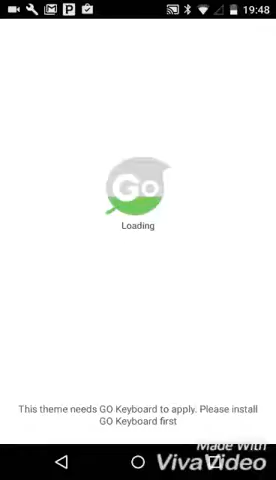 19:48
GO
Loading
This theme needs GO Keyboard to apply. Please install
GO Keyboard first
Made With
VivaVideo